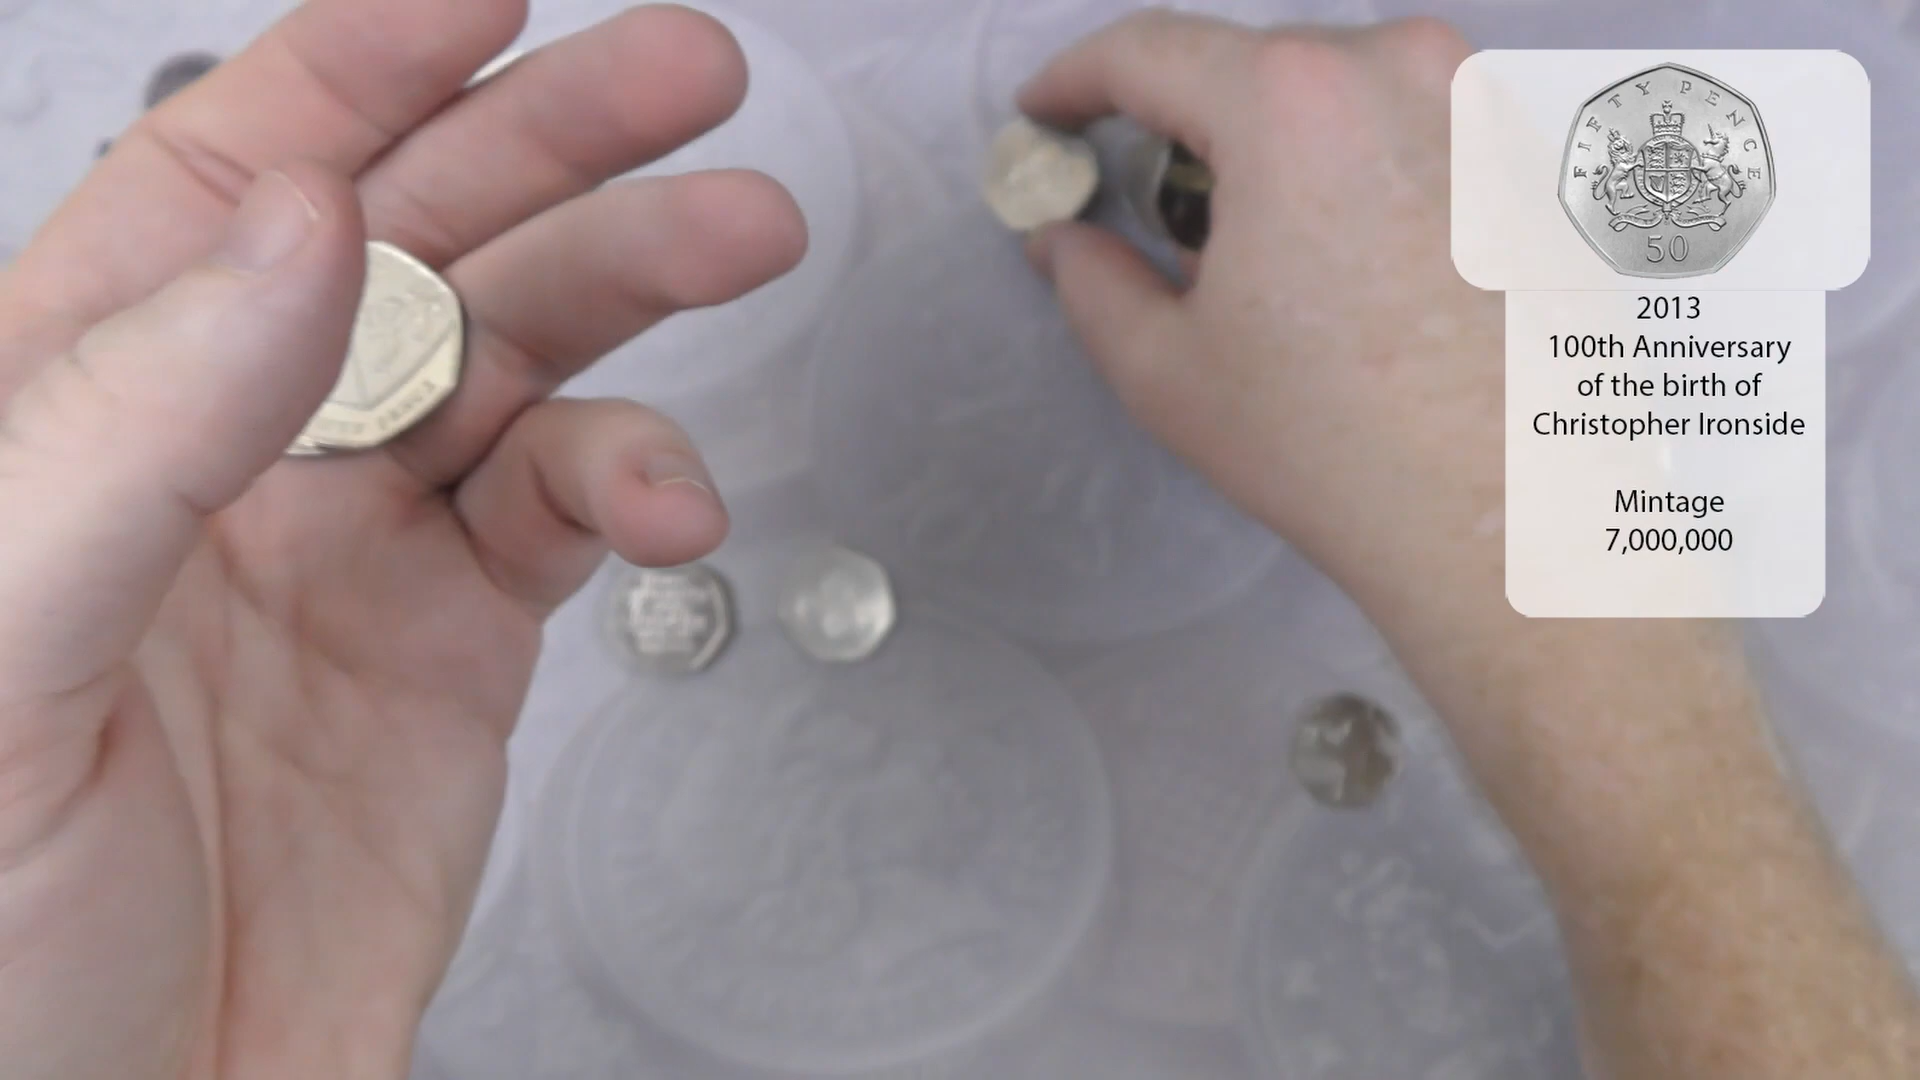 FIFTY PENCE
50
2013
100th Anniversary
of the birth of
Christopher Ironside
Mintage
7,000,000